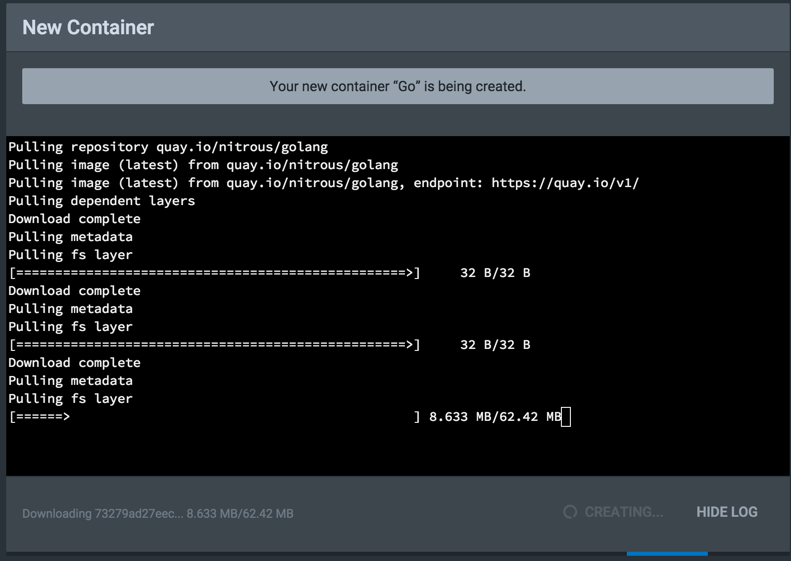 New Container
Your new container “Go” is being created.
Pulling repository quay.io/nitrous/golang
Pulling image (latest) from quay.io/nitrous/golang
Pulling image (latest) from quay.io/nitrous/golang, endpoint: https://quay.io/v1/
Pulling dependent layers
Download complete
Pulling metadata
Pulling fs layer
[==================================================>]     32 B/32 B
Download complete
Pulling metadata
Pulling fs layer
[==================================================>]     32 B/32 B
Download complete
Pulling metadata
Pulling fs layer
[======>                                            ] 8.633 MB/62.42 MB
Downloading 73279ad27eec... 8.633 MB/62.42 MB
CREATING... HIDE LOG